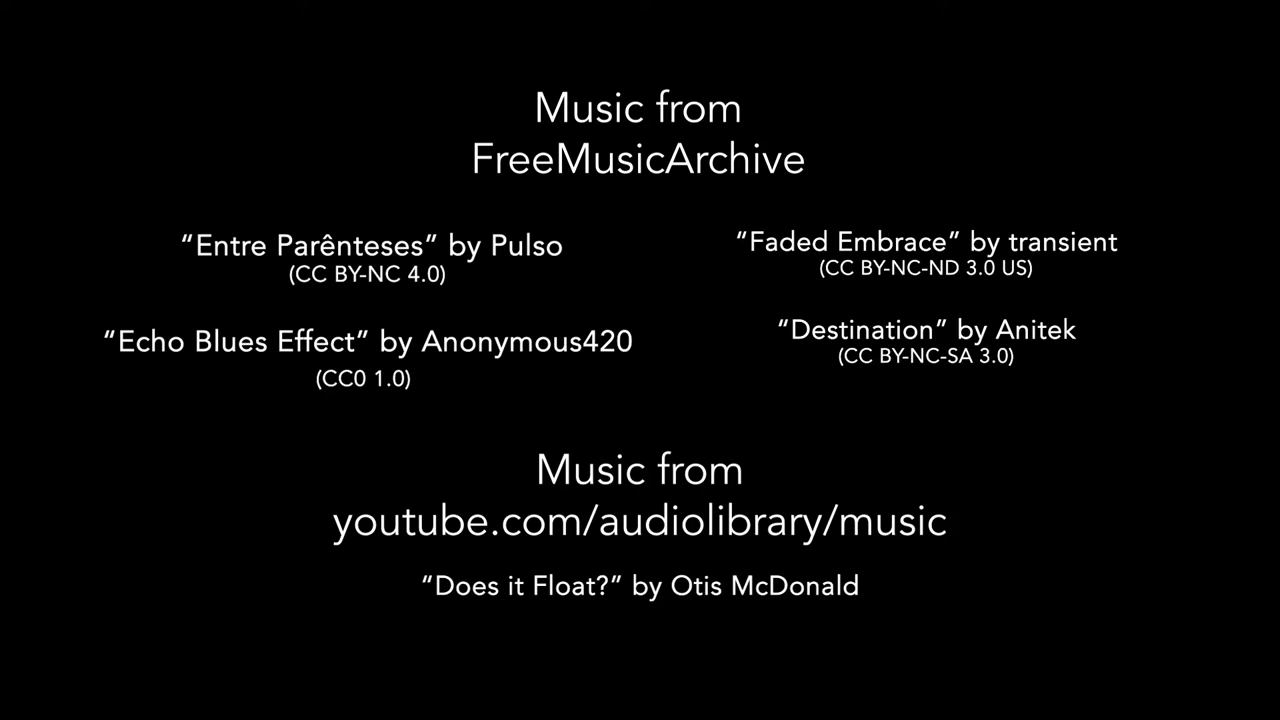 Music from
FreeMusicArchive
“Entre Parênteses” by Pulso
(CC BY-NC 4.0)
“Echo Blues Effect” by Anonymous420
(CC0 1.0)
“Faded Embrace” by transient
(CC BY-NC-ND 3.0 US)
“Destination” by Anitek
(CC BY-NC-SA 3.0)
Music from
youtube.com/audiolibrary/music
“Does it Float?” by Otis McDonald